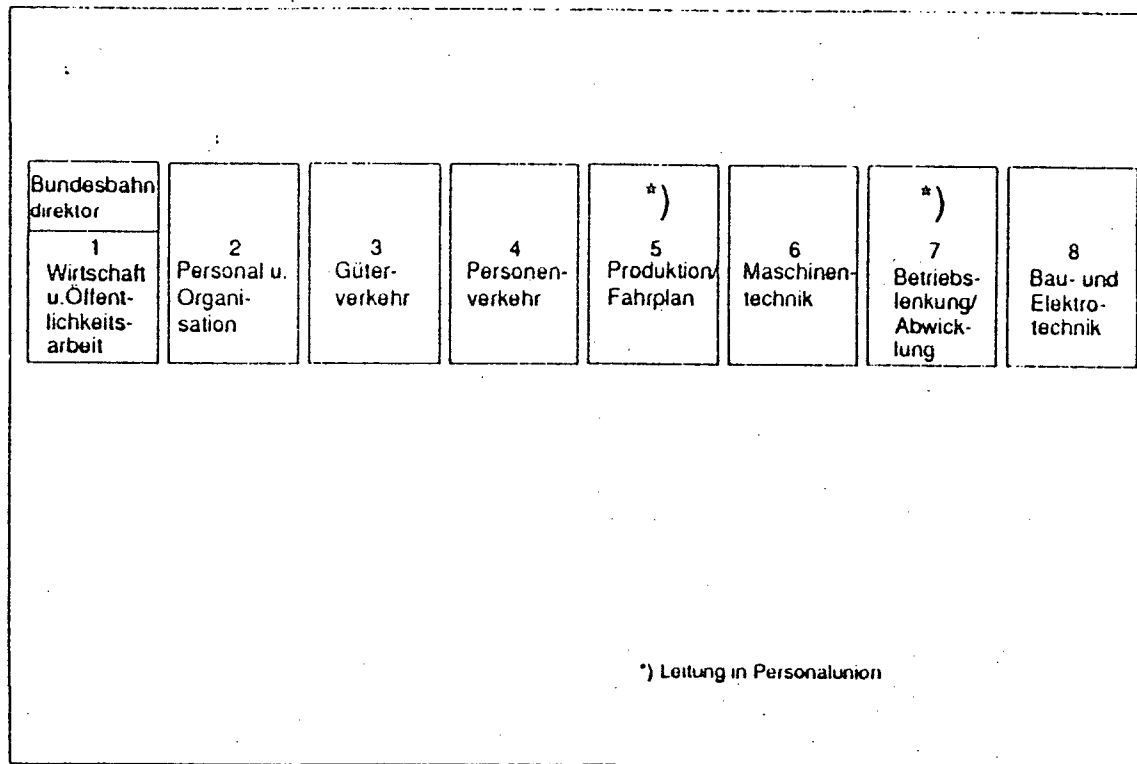 Bundesbahn
direktor
1
Wirtschaft
u.Öffent-
lichkeits-
arbeit
2
Personal u.
Organi-
sation
3
Güter-
verkehr
4
Personen-
verkehr
*)
5
Produktion/
Fahrplan
6
Maschinen-
technik
*)
7
Betriebs-
lenkung/
Abwick-
lung
8
Bau- und
Elektro-
technik
*) Leitung in Personalunion